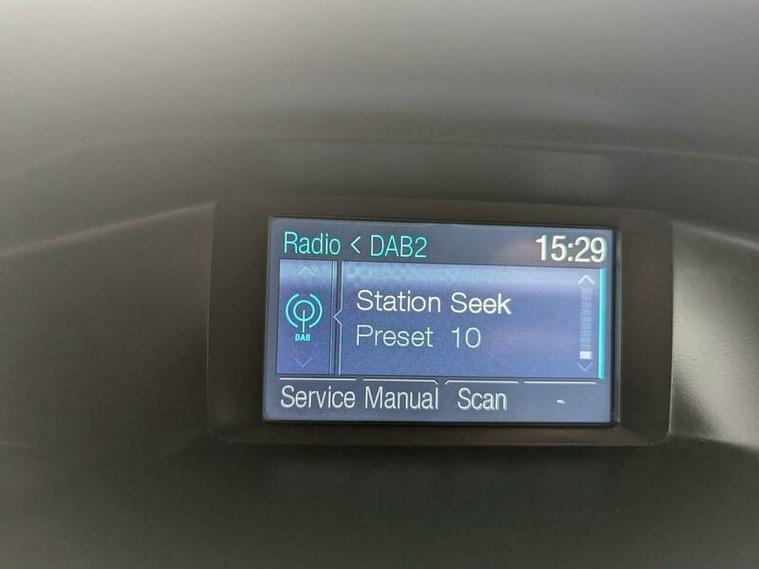 Radio < DAB2 15:29
Station Seek
DAB
Preset 10
Service Manual Scan -